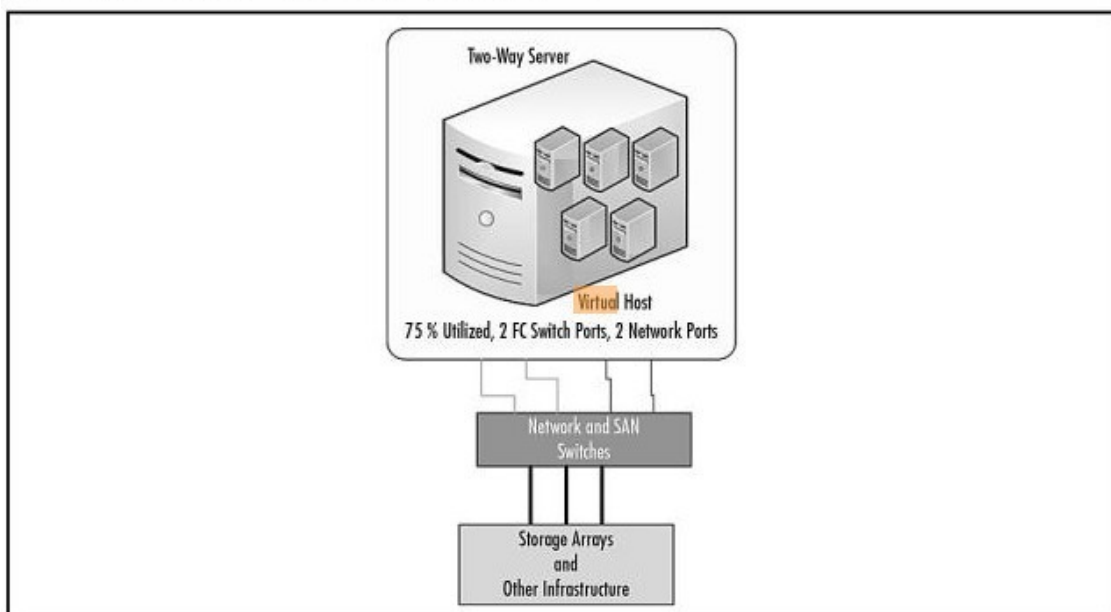 Two-Way Server
Virtual Host
75 % Utilized, 2 FC Switch Ports, 2 Network Ports
Network and SAN
Switches
Storage Arrays
and
Other Infrastructure